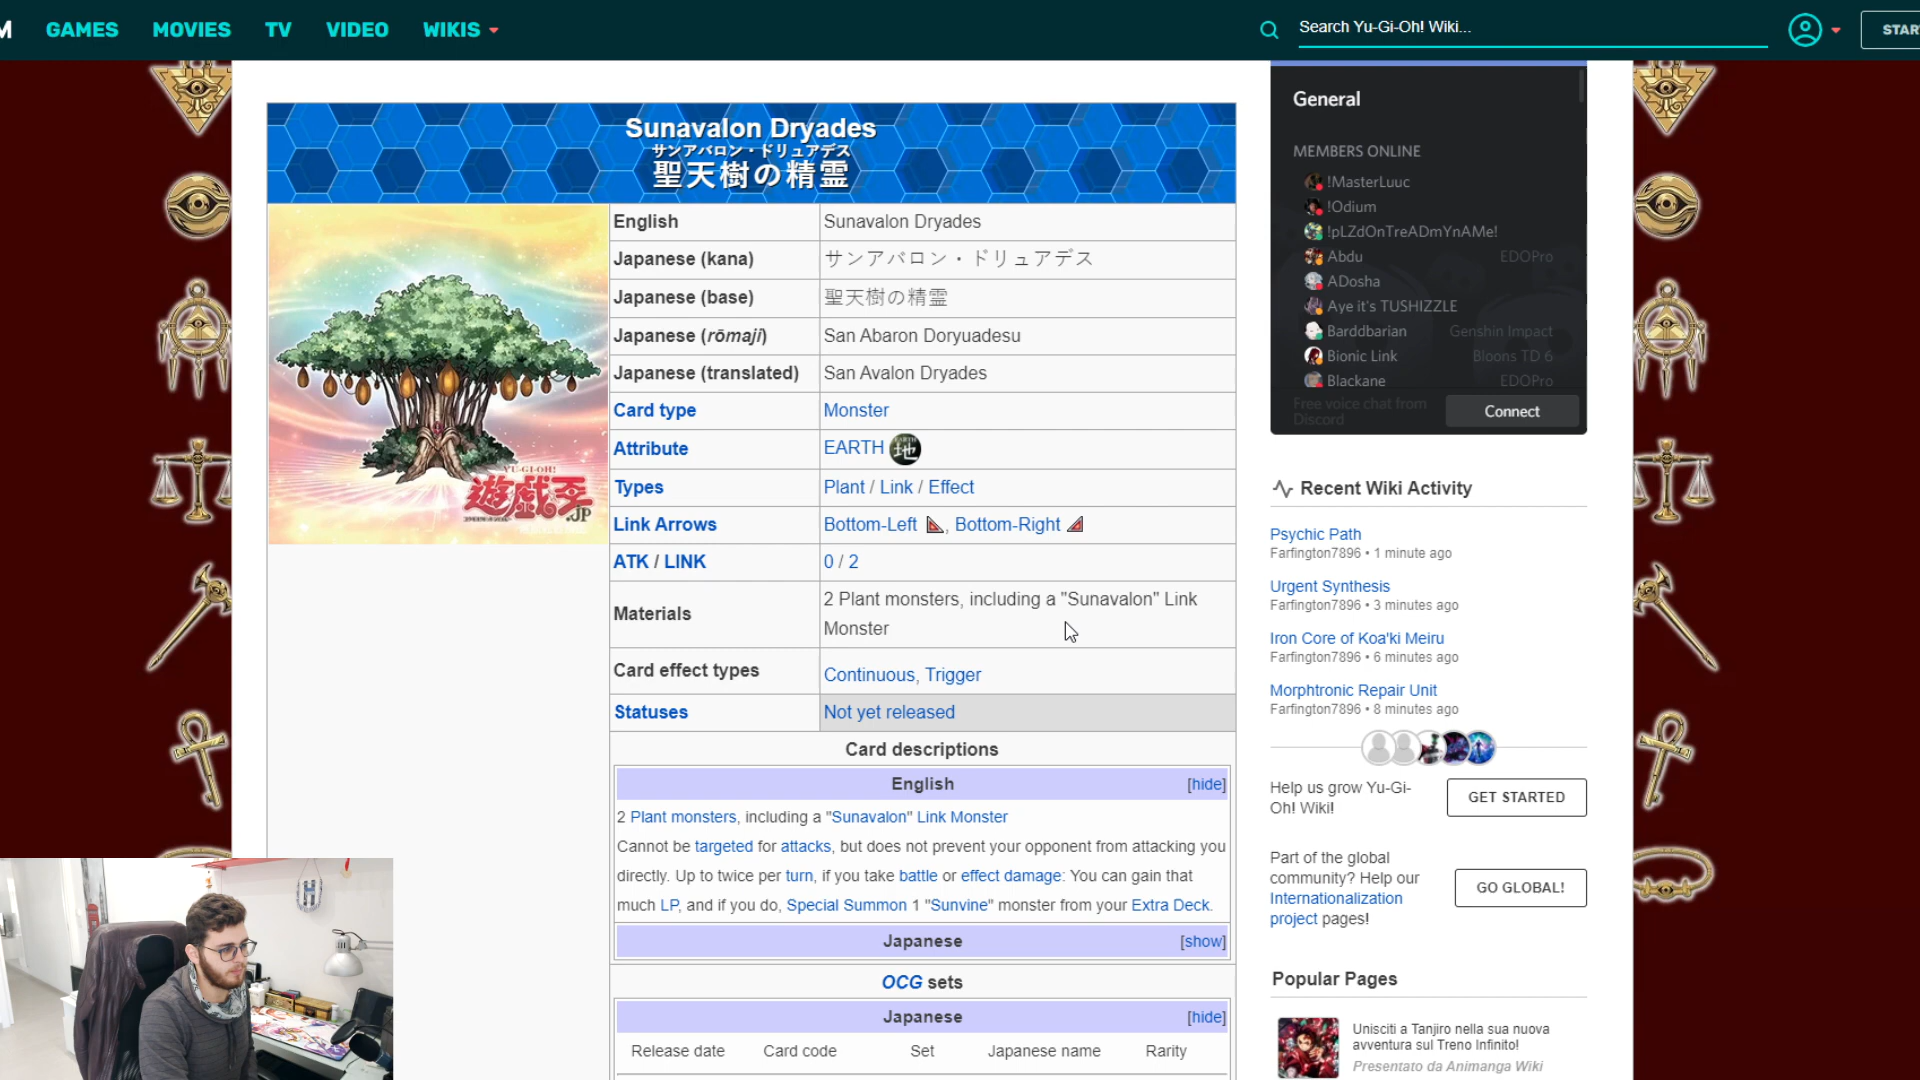 M GAMES MOVIES TV VIDEO WIKIS
Search Yu-Gi-Oh! Wiki...
STAR
Sunavalon Dryades
サンアバロン・ドリュアデス
聖天樹の精霊
YU-GI-OH!
遊戯王.jp
English Sunavalon Dryades
Japanese (kana) サンアバロン・ドリュアデス
Japanese (base) 聖天樹の精霊
Japanese (rōmaji) San Abaron Doryuadesu
Japanese (translated) San Avalon Dryades
Card type Monster
Attribute EARTH EARTH 地
Types Plant / Link / Effect
Link Arrows Bottom-Left , Bottom-Right
ATK / LINK 0 / 2
Materials 2 Plant monsters, including a "Sunavalon" Link
Monster
Card effect types Continuous, Trigger
Statuses Not yet released
Card descriptions
English [hide]
2 Plant monsters, including a "Sunavalon" Link Monster
Cannot be targeted for attacks, but does not prevent your opponent from attacking you
directly. Up to twice per turn, if you take battle or effect damage: You can gain that
much LP, and if you do, Special Summon 1 "Sunvine" monster from your Extra Deck.
Japanese [show]
OCG sets
Japanese [hide]
Release date Card code Set Japanese name Rarity
General
MEMBERS ONLINE
!MasterLuuc
!Odium
!pLZdOnTreADmYnAMe!
Abdu EDOPro
ADosha
Aye it's TUSHIZZLE
Barddbarian Genshin Impact
Bionic Link Bloons TD 6
Blackane EDOPro
Free voice chat from
Discord
Connect
Recent Wiki Activity
Psychic Path
Farfington7896 • 1 minute ago
Urgent Synthesis
Farfington7896 • 3 minutes ago
Iron Core of Koa'ki Meiru
Farfington7896 • 6 minutes ago
Morphtronic Repair Unit
Farfington7896 • 8 minutes ago
Help us grow Yu-Gi-
Oh! Wiki!
GET STARTED
Part of the global
community? Help our
Internationalization
project pages!
GO GLOBAL!
Popular Pages
Unisciti a Tanjiro nella sua nuova
avventura sul Treno Infinito!
Presentato da Animanga Wiki